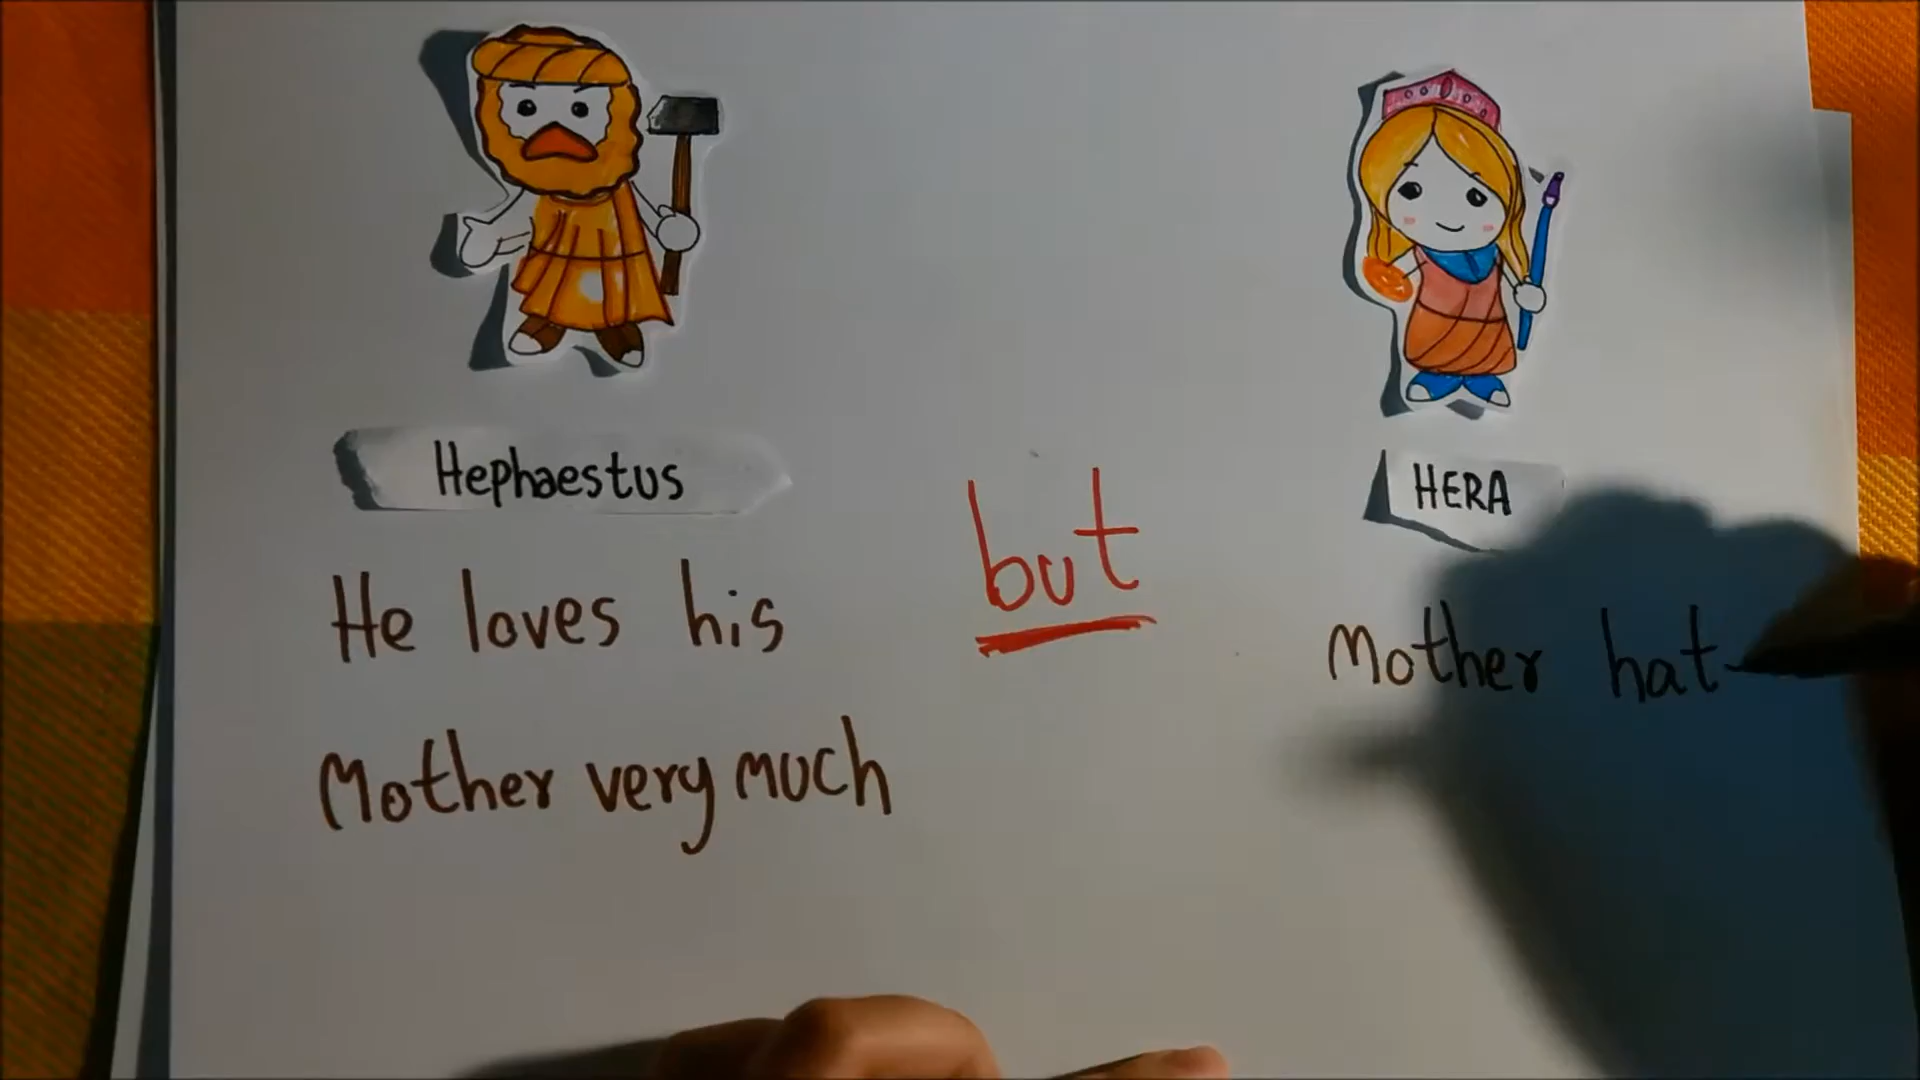 Hephaestus
He loves his
Mother very much
but
HERA
Mother hat